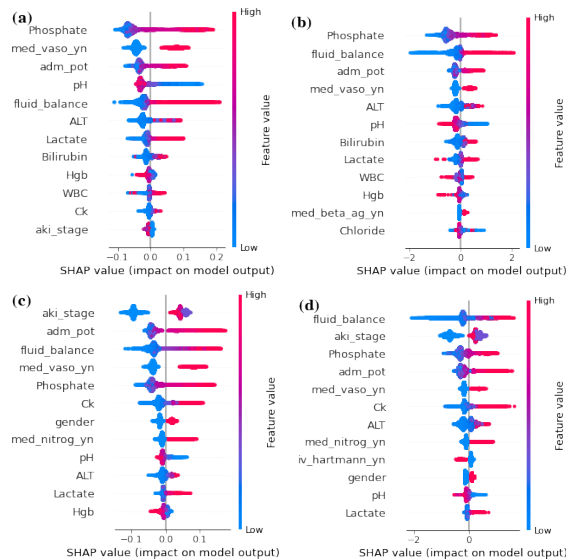 (a)
High
Phosphate
med_vaso_yn
adm_pot
pH
fluid_balance
ALT
Lactate
Bilirubin
Hgb
WBC
Ck
aki_stage
Feature value
Low
−0.1 0.0 0.1 0.2
SHAP value (impact on model output)
(b)
High
Phosphate
fluid_balance
adm_pot
med_vaso_yn
ALT
pH
Bilirubin
Lactate
WBC
Hgb
med_beta_ag_yn
Chloride
Feature value
Low
−2 0 2
SHAP value (impact on model output)
(c)
High
aki_stage
adm_pot
fluid_balance
med_vaso_yn
Phosphate
Ck
gender
med_nitrog_yn
pH
ALT
Lactate
Hgb
Feature value
Low
−0.1 0.0 0.1
SHAP value (impact on model output)
(d)
High
fluid_balance
aki_stage
Phosphate
adm_pot
med_vaso_yn
Ck
ALT
med_nitrog_yn
iv_hartmann_yn
gender
pH
Lactate
Feature value
Low
−2 0
SHAP value (impact on model output)